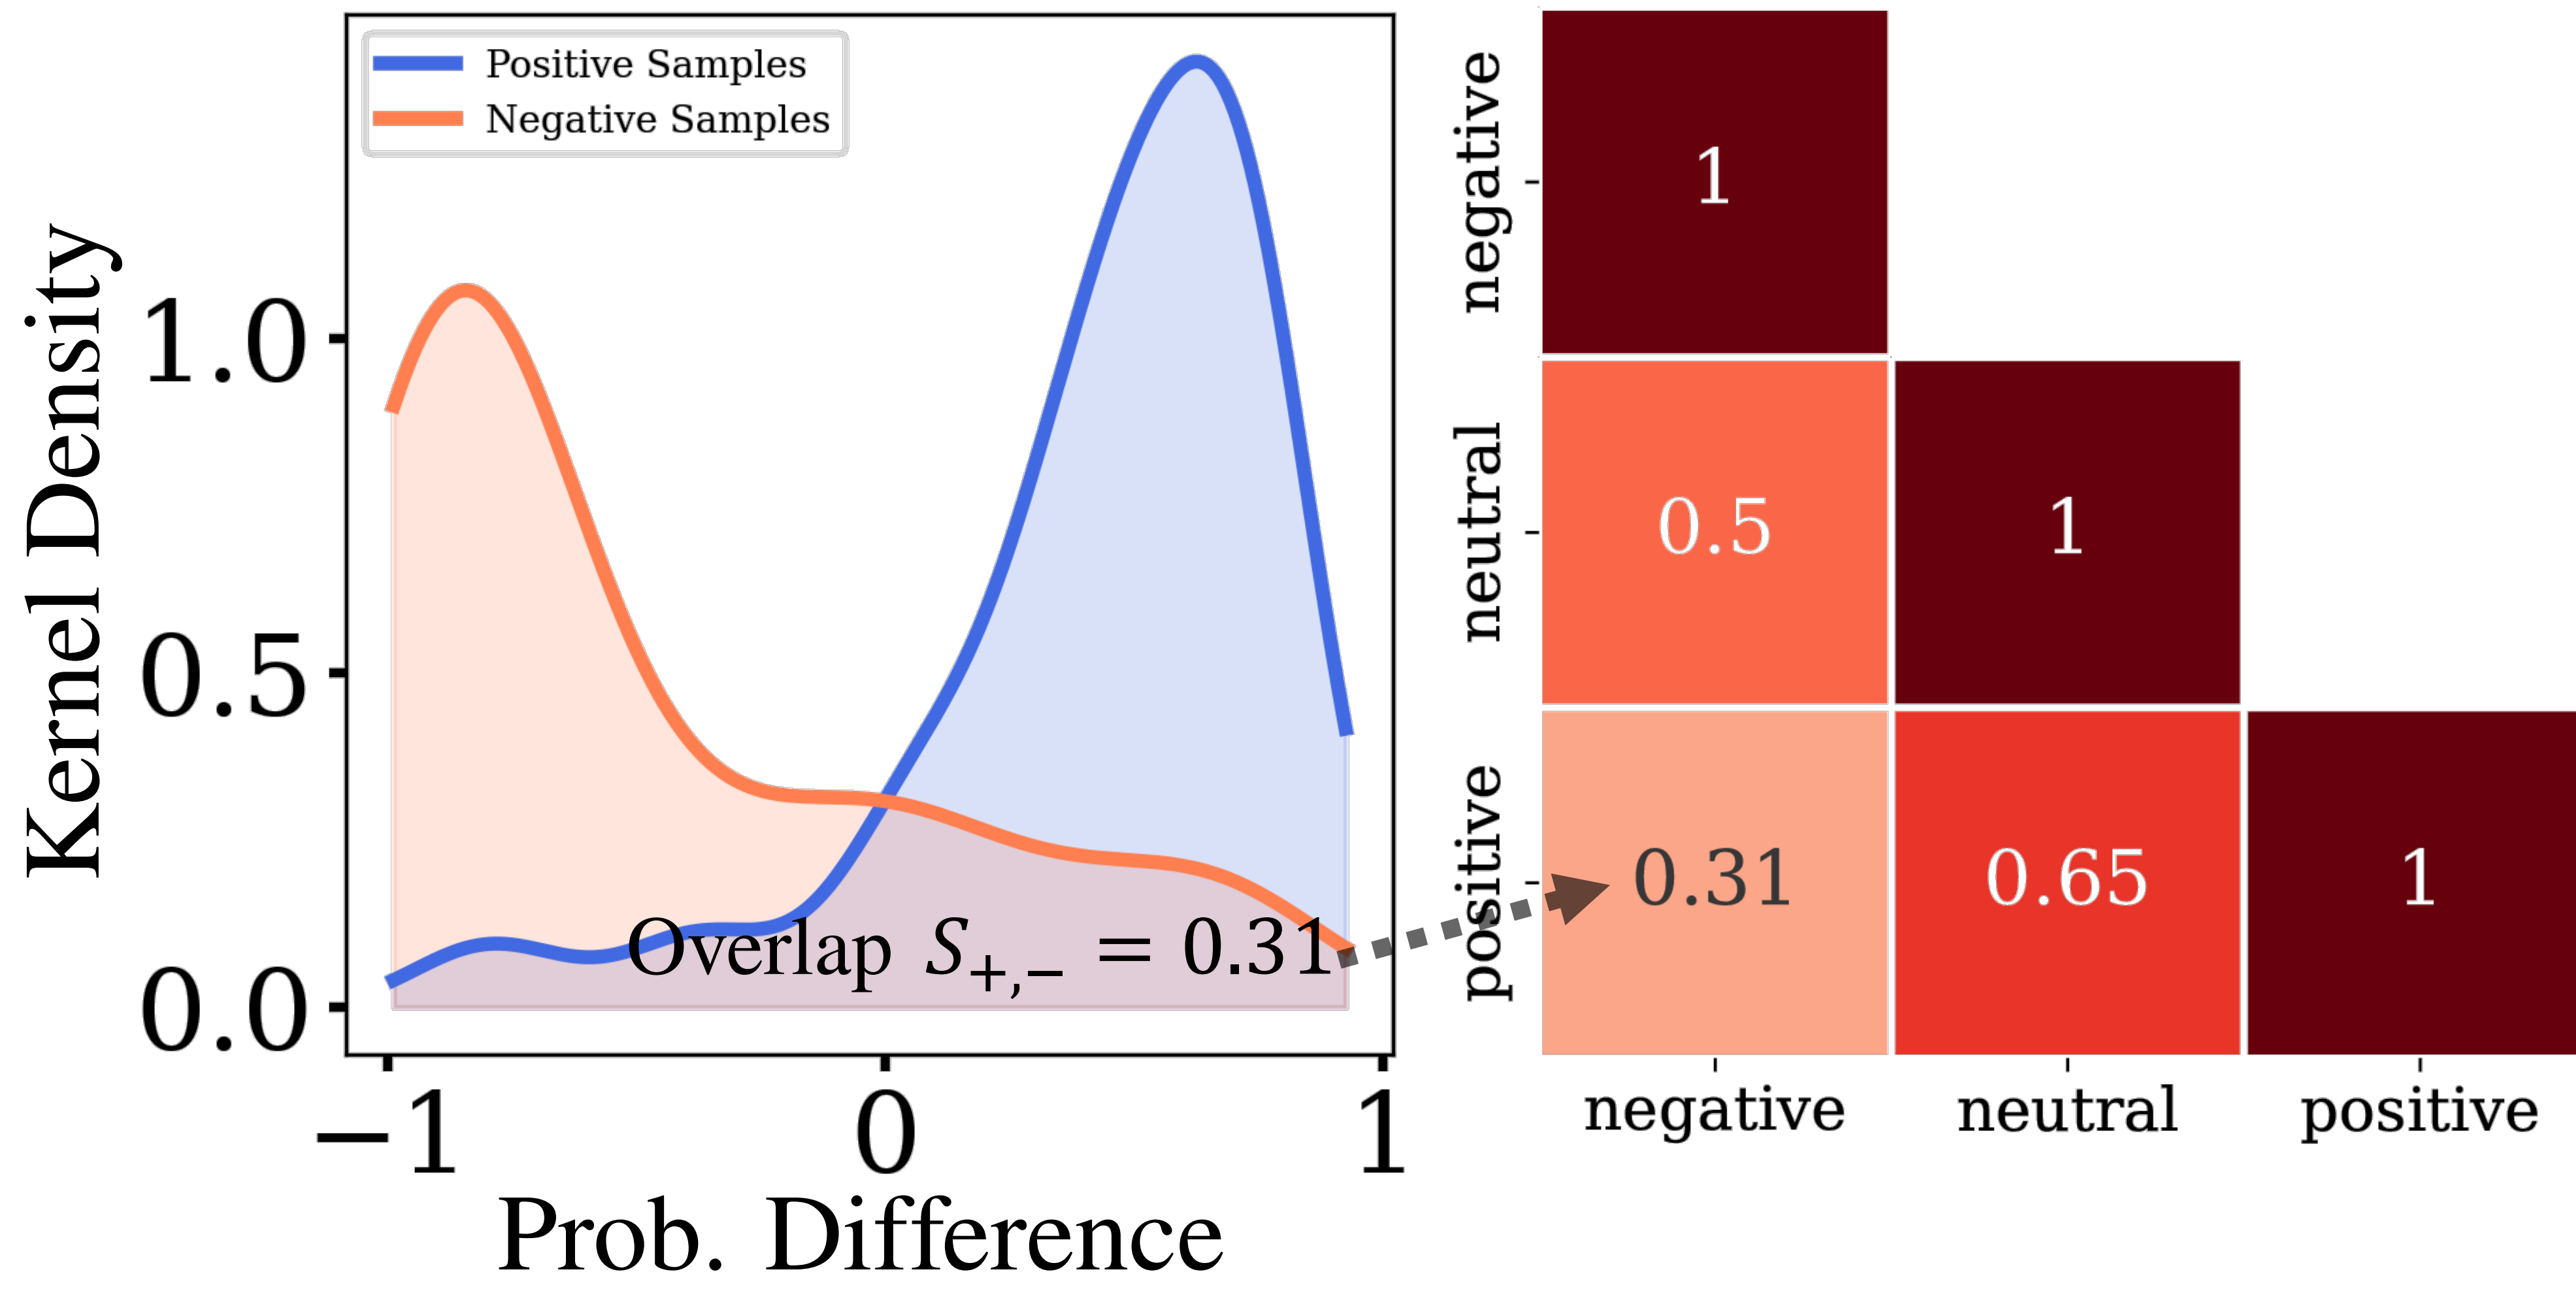 Positive Samples
Negative Samples
Kernel Density
1.0
0.5
0.0
Overlap S+,− = 0.31
−1 0 1
Prob. Difference
negative
1
neutral
0.5 1
positive
0.31 0.65 1
negative neutral positive